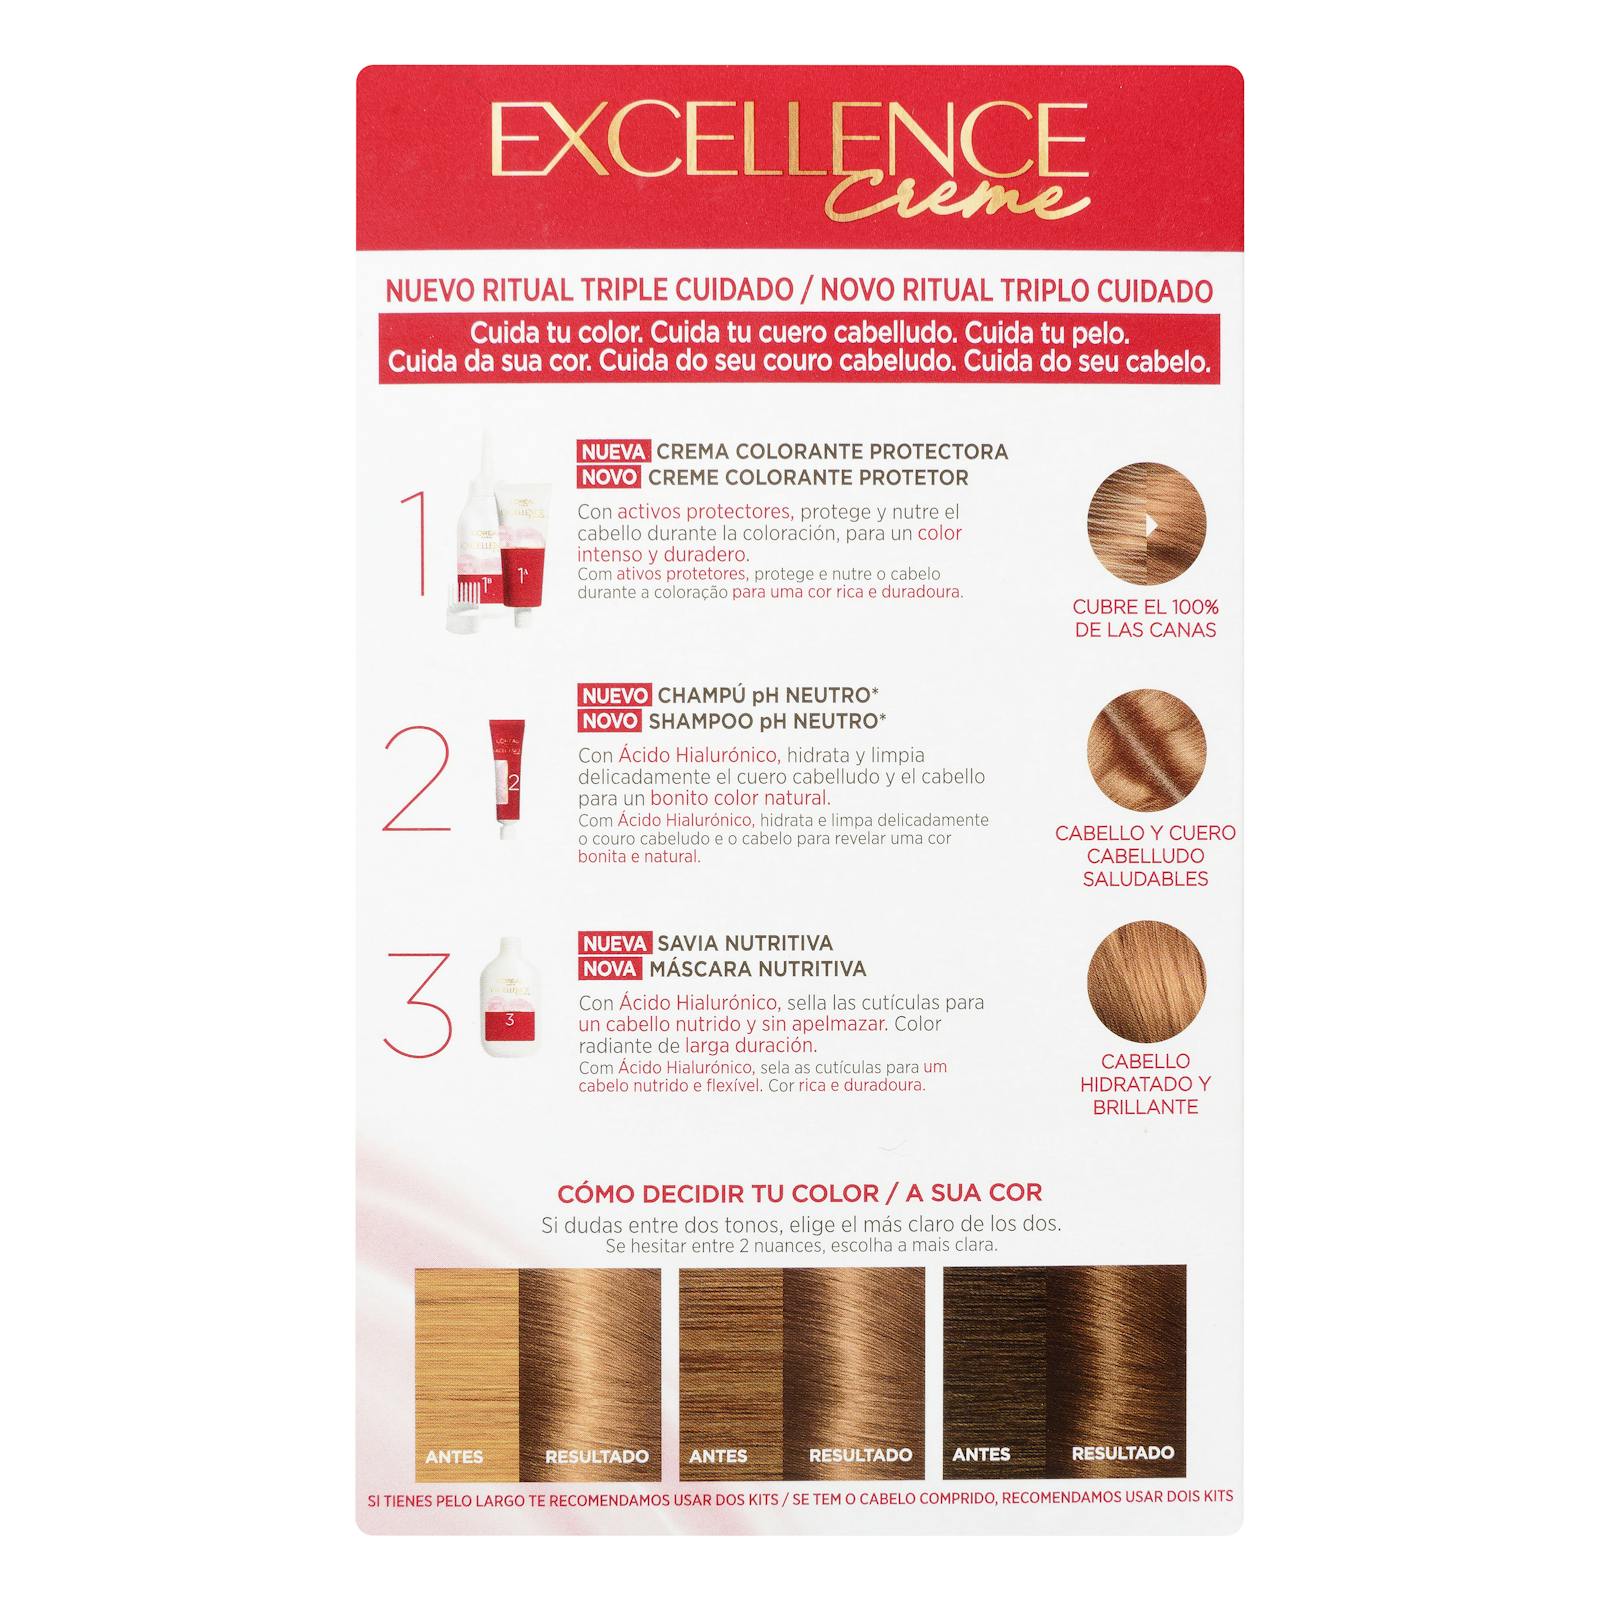 EXCELLENCE
Creme
NUEVO RITUAL TRIPLE CUIDADO / NOVO RITUAL TRIPLO CUIDADO
Cuida tu color. Cuida tu cuero cabelludo. Cuida tu pelo.
Cuida da sua cor. Cuida do seu couro cabeludo. Cuida do seu cabelo.
1
NUEVA CREMA COLORANTE PROTECTORA
NOVO CREME COLORANTE PROTETOR
Con activos protectores, protege y nutre el
cabello durante la coloración, para un color
intenso y duradero.
Com ativos protetores, protege e nutre o cabelo
durante a coloração para uma cor rica e duradoura.
1B
1A
CUBRE EL 100%
DE LAS CANAS
2
NUEVO CHAMPÚ pH NEUTRO*
NOVO SHAMPOO pH NEUTRO*
Con Ácido Hialurónico, hidrata y limpia
delicadamente el cuero cabelludo y el cabello
para un bonito color natural.
Com Ácido Hialurónico, hidrata e limpa delicadamente
o couro cabeludo e o cabelo para revelar uma cor
bonita e natural.
2
CABELLO Y CUERO
CABELLUDO
SALUDABLES
3
NUEVA SAVIA NUTRITIVA
NOVA MÁSCARA NUTRITIVA
Con Ácido Hialurónico, sella las cutículas para
un cabello nutrido y sin apelmazar. Color
radiante de larga duración.
Com Ácido Hialurónico, sela as cutículas para um
cabelo nutrido e flexível. Cor rica e duradoura.
3
CABELLO
HIDRATADO Y
BRILLANTE
CÓMO DECIDIR TU COLOR / A SUA COR
Si dudas entre dos tonos, elige el más claro de los dos.
Se hesitar entre 2 nuances, escolha a mais clara.
ANTES RESULTADO ANTES RESULTADO ANTES RESULTADO
SI TIENES PELO LARGO TE RECOMENDAMOS USAR DOS KITS / SE TEM O CABELO COMPRIDO, RECOMENDAMOS USAR DOIS KITS